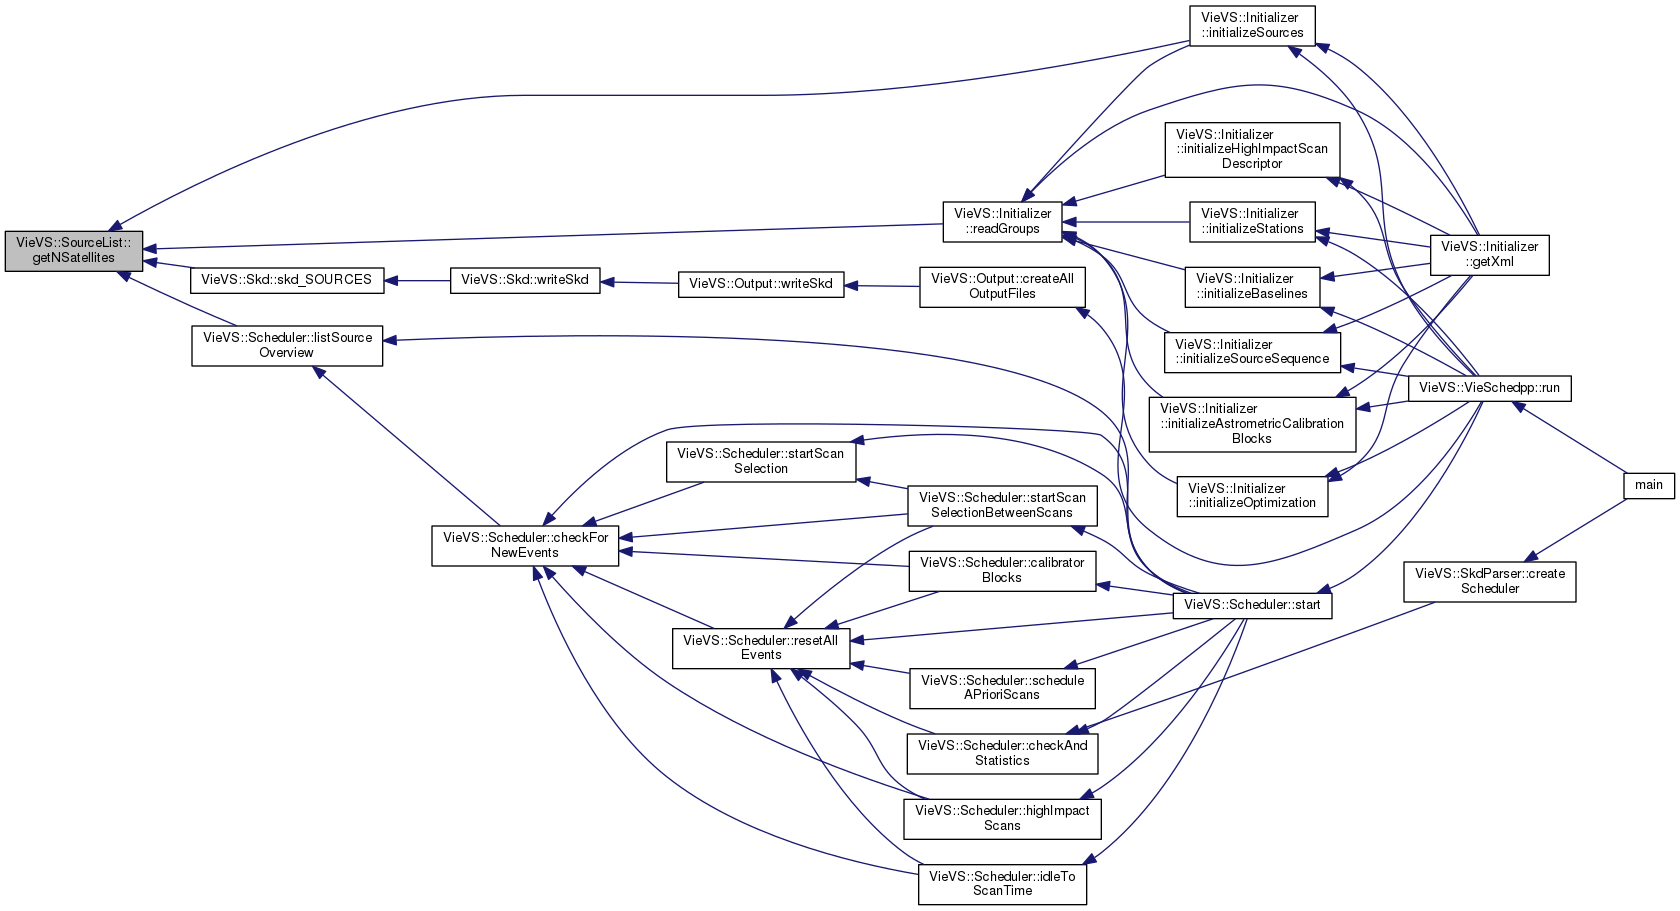 VieVS::SourceList::
getNSatellites
VieVS::Initializer
::initializeSources
VieVS::Initializer
::readGroups
VieVS::Skd::skd_SOURCES
VieVS::Skd::writeSkd
VieVS::Output::writeSkd
VieVS::Output::createAll
OutputFiles
VieVS::Scheduler::listSource
Overview
VieVS::Initializer
::initializeHighImpactScan
Descriptor
VieVS::Initializer
::initializeStations
VieVS::Initializer
::initializeBaselines
VieVS::Initializer
::initializeSourceSequence
VieVS::Initializer
::initializeAstrometricCalibration
Blocks
VieVS::Initializer
::initializeOptimization
VieVS::Initializer
::getXml
VieVS::VieSchedpp::run
main
VieVS::Scheduler::checkFor
NewEvents
VieVS::Scheduler::startScan
Selection
VieVS::Scheduler::startScan
SelectionBetweenScans
VieVS::Scheduler::calibrator
Blocks
VieVS::Scheduler::resetAll
Events
VieVS::Scheduler::schedule
APrioriScans
VieVS::Scheduler::checkAnd
Statistics
VieVS::Scheduler::highImpact
Scans
VieVS::Scheduler::idleTo
ScanTime
VieVS::Scheduler::start
VieVS::SkdParser::create
Scheduler